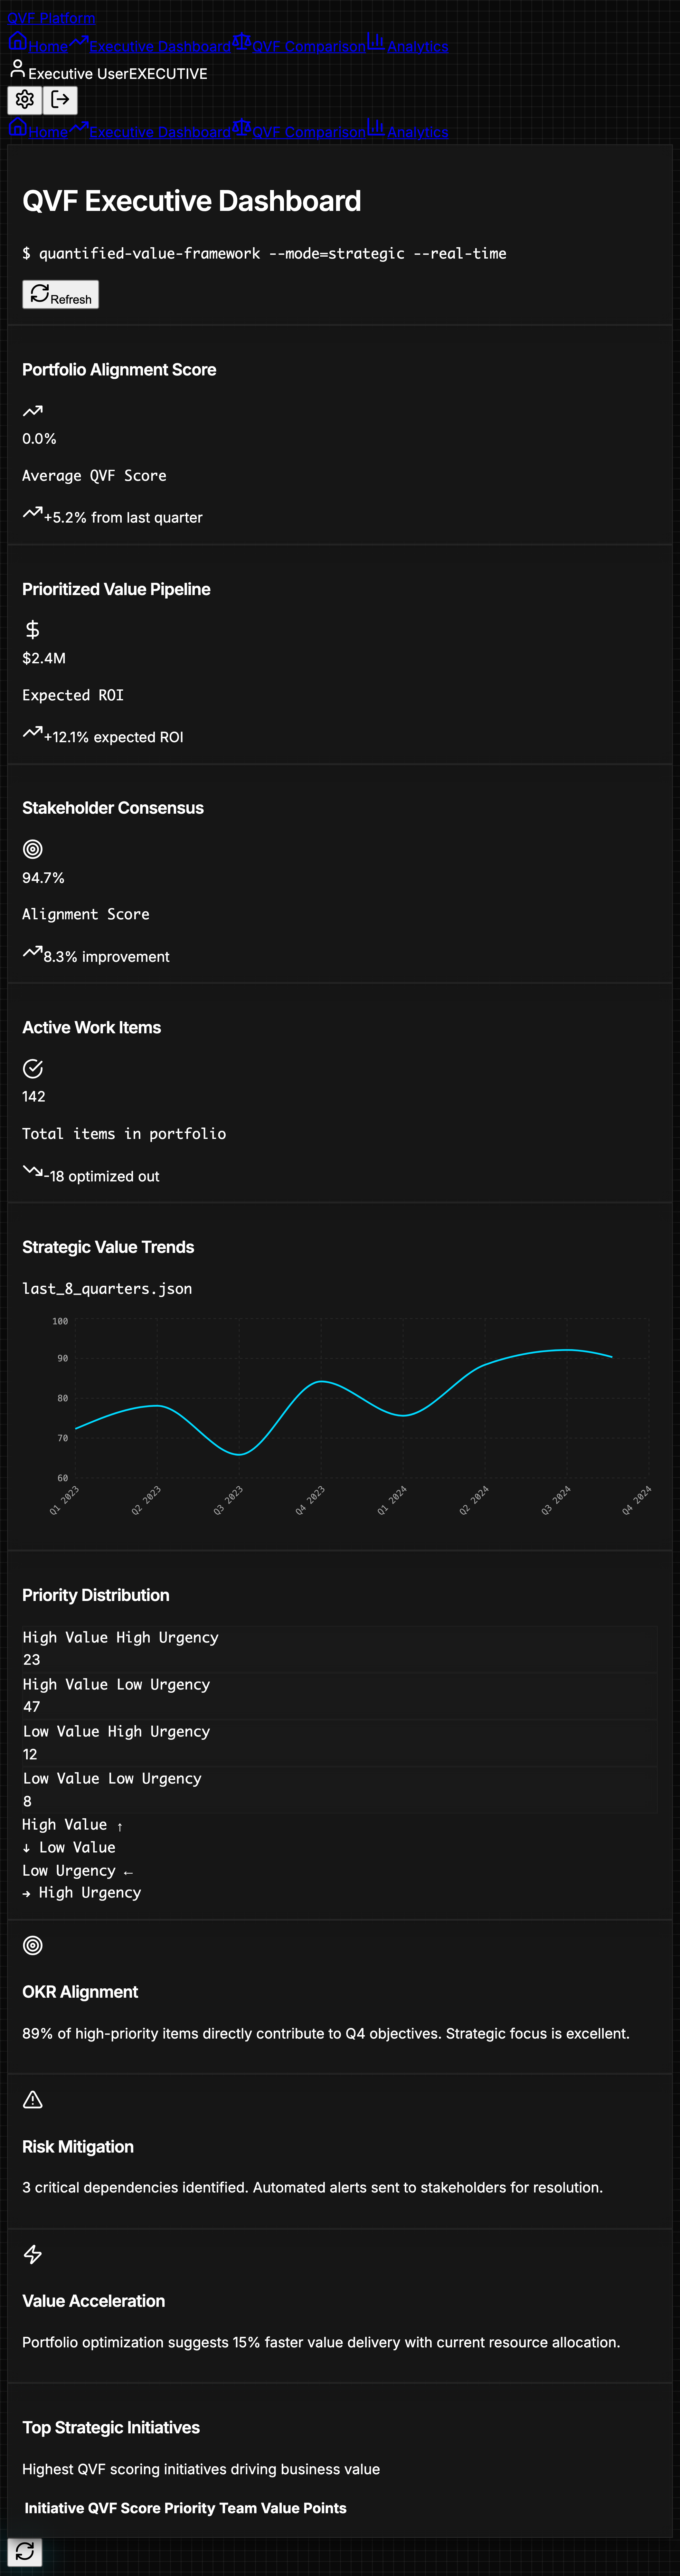 QVF Platform
Home Executive Dashboard QVF Comparison Analytics
Executive UserEXECUTIVE
Home Executive Dashboard QVF Comparison Analytics
QVF Executive Dashboard
$ quantified-value-framework --mode=strategic --real-time
Refresh
Portfolio Alignment Score
0.0%
Average QVF Score
+5.2% from last quarter
Prioritized Value Pipeline
$2.4M
Expected ROI
+12.1% expected ROI
Stakeholder Consensus
94.7%
Alignment Score
8.3% improvement
Active Work Items
142
Total items in portfolio
-18 optimized out
Strategic Value Trends
last_8_quarters.json
100
90
80
70
60
Q1 2023 Q2 2023 Q3 2023 Q4 2023 Q1 2024 Q2 2024 Q3 2024 Q4 2024
Priority Distribution
High Value High Urgency
23
High Value Low Urgency
47
Low Value High Urgency
12
Low Value Low Urgency
8
High Value ↑
↓ Low Value
Low Urgency ←
→ High Urgency
OKR Alignment
89% of high-priority items directly contribute to Q4 objectives. Strategic focus is excellent.
Risk Mitigation
3 critical dependencies identified. Automated alerts sent to stakeholders for resolution.
Value Acceleration
Portfolio optimization suggests 15% faster value delivery with current resource allocation.
Top Strategic Initiatives
Highest QVF scoring initiatives driving business value
Initiative QVF Score Priority Team Value Points